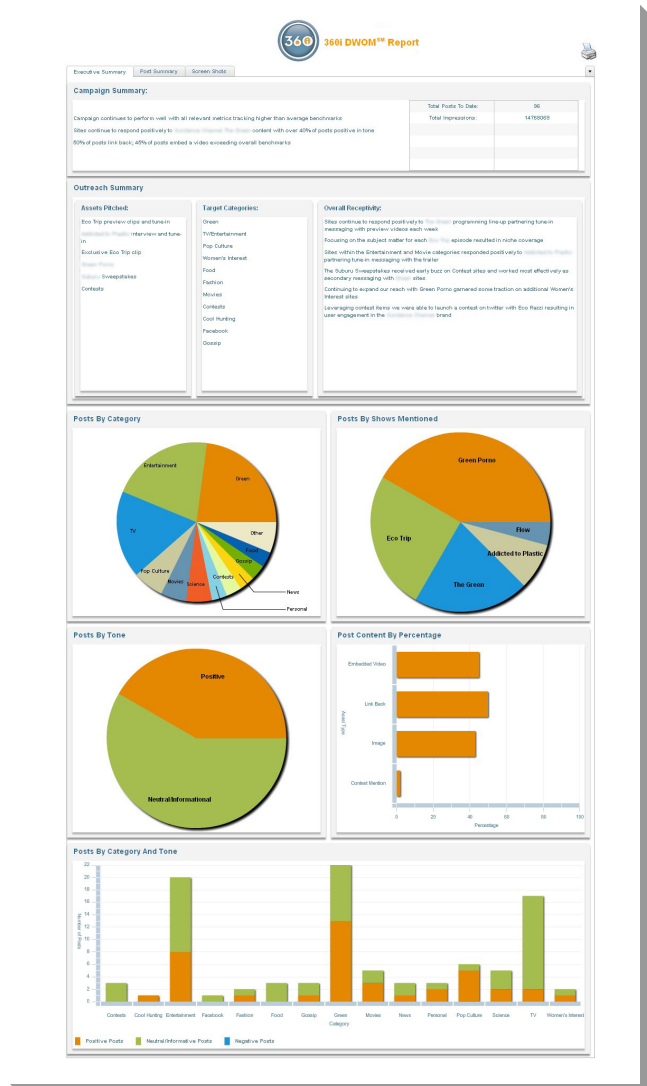 360i
360i DWOM℠ Report
Executive Summary
Post Summary
Screen Shots
Campaign Summary:
Campaign continues to perform well with all relevant metrics tracking higher than average benchmarks
Sites continue to respond positively to content with over 40% of posts positive in tone
50% of posts link back, 45% of posts embed a video exceeding overall benchmarks
Total Posts To Date: 96
Total Impressions: 14768069
Outreach Summary
Assets Pitched:
Eco Trip preview clips and tune-in
interview and tune-
in
Exclusive Eco Trip clip
Sweepstakes
Contests
Target Categories:
Green
TV/Entertainment
Pop Culture
Women's Interest
Food
Fashion
Movies
Contests
Cool Hunting
Facebook
Gossip
Overall Receptivity:
Sites continue to respond positively to programming line-up partnering tune-in
messaging with preview videos each week
Focusing on the subject matter for each episode resulted in niche coverage
Sites within the Entertainment and Movie categories responded positively to
partnering tune in messaging with the trailer
The Suburu Sweepstakes received early buzz on Contest sites and worked most effectively as
secondary messaging with sites
Continuing to expand our reach with Green Porno garnered some traction on additional Women's
Interest sites
Leveraging contest items we were able to launch a contest on twitter with Eco Razzi resulting in
user engagement in the brand
Posts By Category
Entertainment
Green
TV
Other
Food
Gossip
Pop Culture
Movies
Science
Contests
News
Personal
Posts By Shows Mentioned
Green Porno
Eco Trip
Flow
Addicted to Plastic
The Green
Posts By Tone
Positive
Neutral/Informational
Post Content By Percentage
Asset Type
Embedded Video
Link Back
Image
Contest Mention
0 20 40 60 80 100
Percentage
Posts By Category And Tone
Number of Posts
22
20
18
16
14
12
10
8
6
4
2
0
Contests Cool Hunting Entertainment Facebook Fashion Food Gossip Green Movies News Personal Pop Culture Science TV Women's Interest
Category
Positive Posts Neutral/Informative Posts Negative Posts